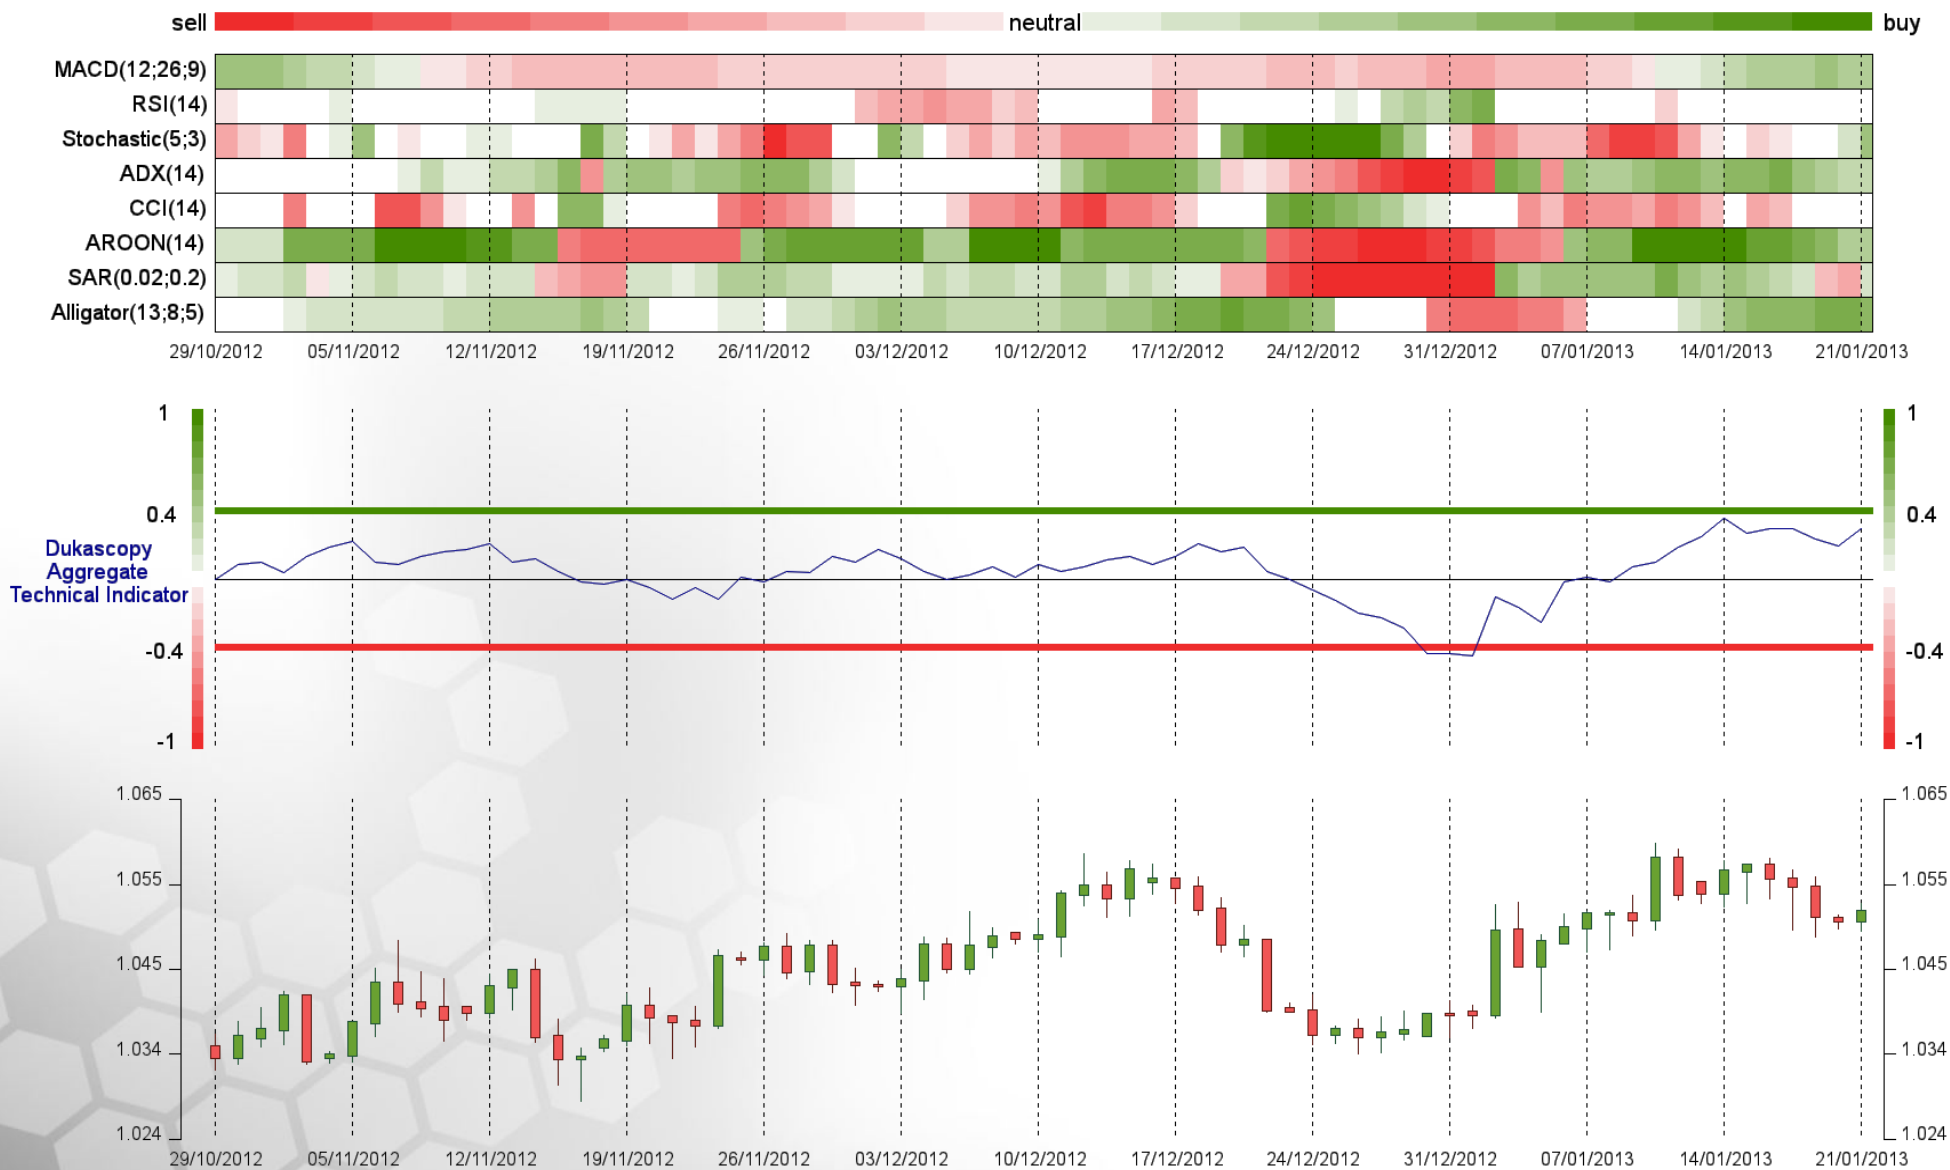 sell neutral buy
MACD(12;26;9)
RSI(14)
Stochastic(5;3)
ADX(14)
CCI(14)
AROON(14)
SAR(0.02;0.2)
Alligator(13;8;5)
29/10/2012 05/11/2012 12/11/2012 19/11/2012 26/11/2012 03/12/2012 10/12/2012 17/12/2012 24/12/2012 31/12/2012 07/01/2013 14/01/2013 21/01/2013
1 1
0.4 0.4
Dukascopy
Aggregate
Technical Indicator
-0.4 -0.4
-1 -1
1.065 1.065
1.055 1.055
1.045 1.045
1.034 1.034
1.024 1.024
29/10/2012 05/11/2012 12/11/2012 19/11/2012 26/11/2012 03/12/2012 10/12/2012 17/12/2012 24/12/2012 31/12/2012 07/01/2013 14/01/2013 21/01/2013